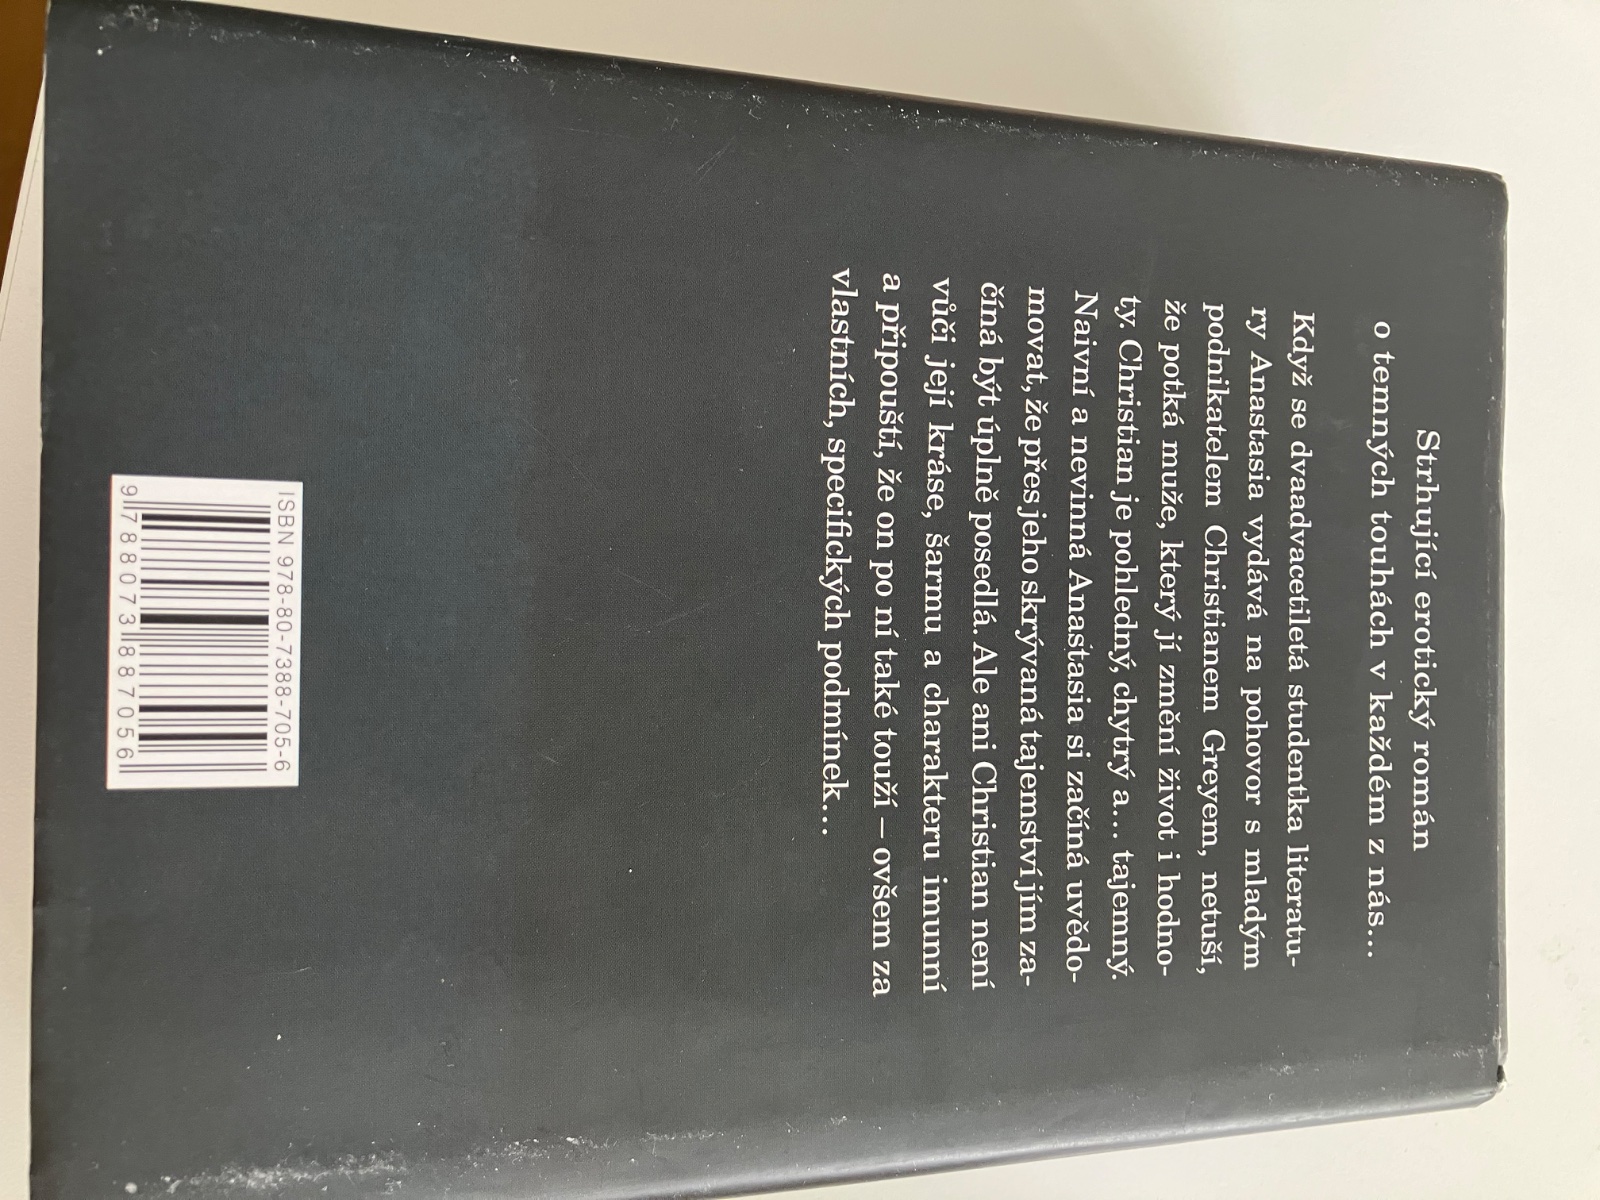 Strhující erotický román
o temných touhách v každém z nás...
Když se dvaadvacetiletá studentka literatu-
ry Anastasia vydává na pohovor s mladým
podnikatelem Christianem Greyem, netuší,
že potká muže, který jí změní život i hodno-
ty. Christian je pohledný, chytrý a... tajemný.
Naivní a nevinná Anastasia si začíná uvědo-
movat, že přes jeho skrývaná tajemství jím za-
číná být úplně posedlá. Ale ani Christian není
vůči její kráse, šarmu a charakteru imunní
a připouští, že on po ní také touží – ovšem za
vlastních, specifických podmínek...
ISBN 978-80-7388-705-6
9 788073 887056